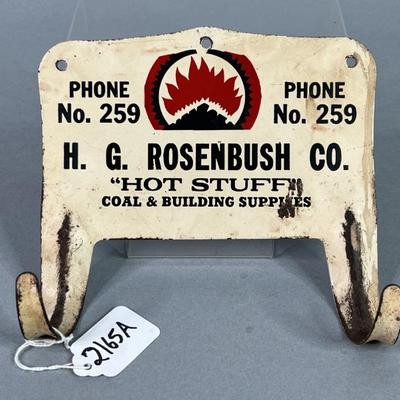 PHONE No. 259
PHONE No. 259
H. G. ROSENBUSH CO.
"HOT STUFF"
COAL & BUILDING SUPPLIES
2165A